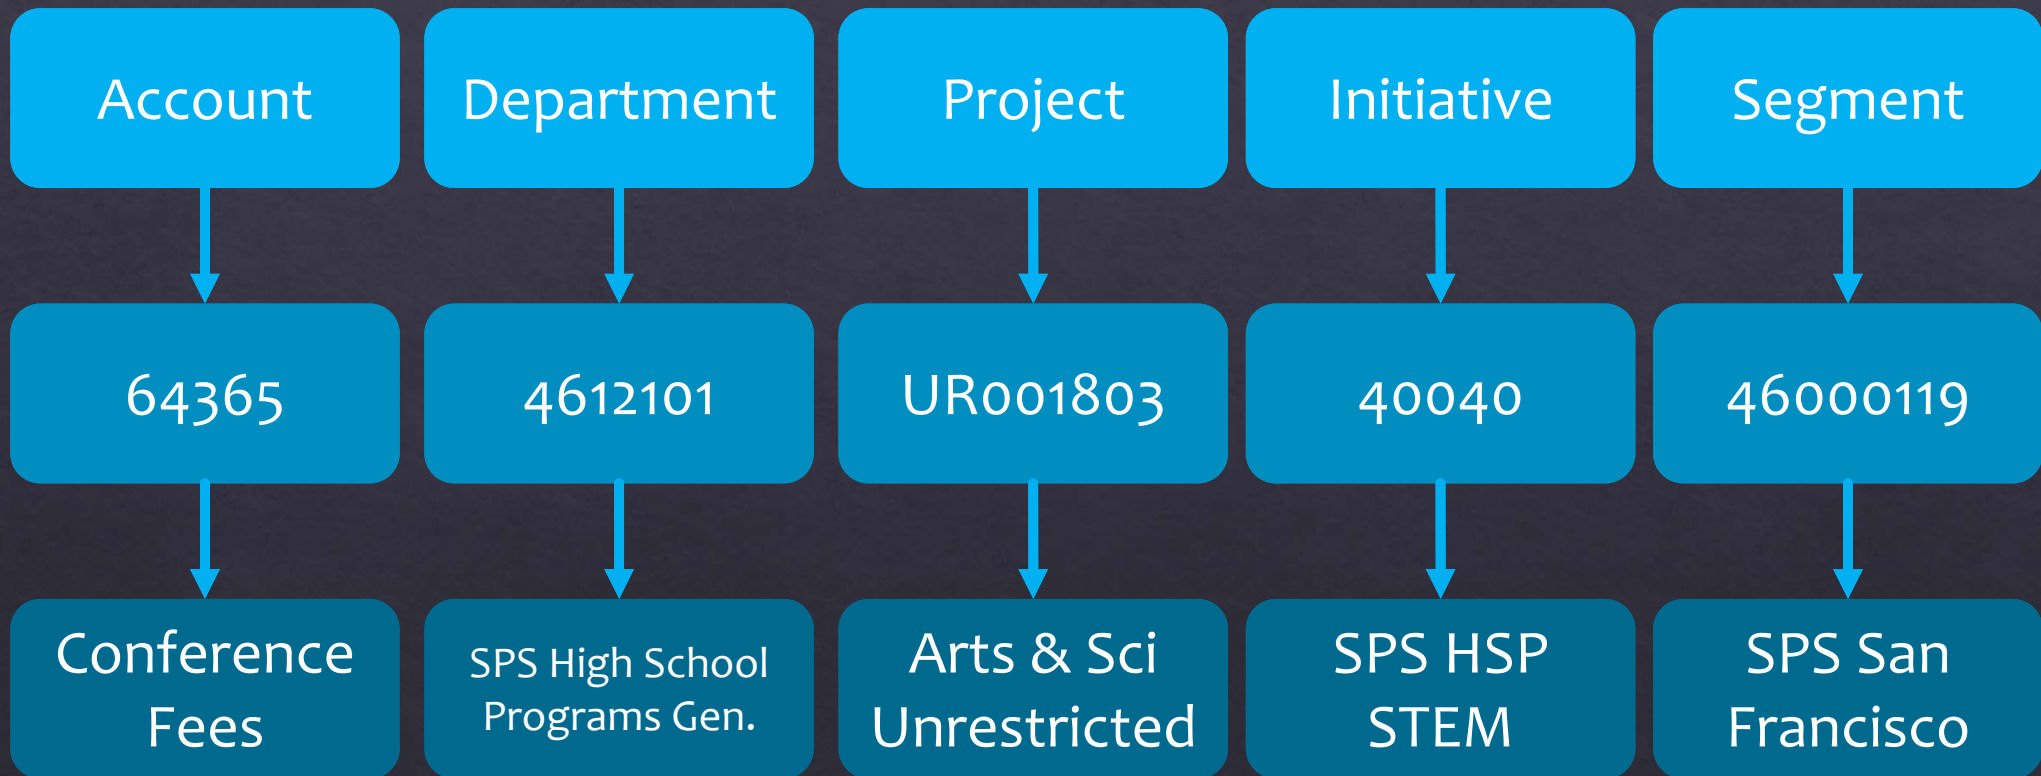 Account
Department
Project
Initiative
Segment
64365
4612101
UR001803
40040
46000119
Conference
Fees
SPS High School
Programs Gen.
Arts & Sci
Unrestricted
SPS HSP
STEM
SPS San
Francisco